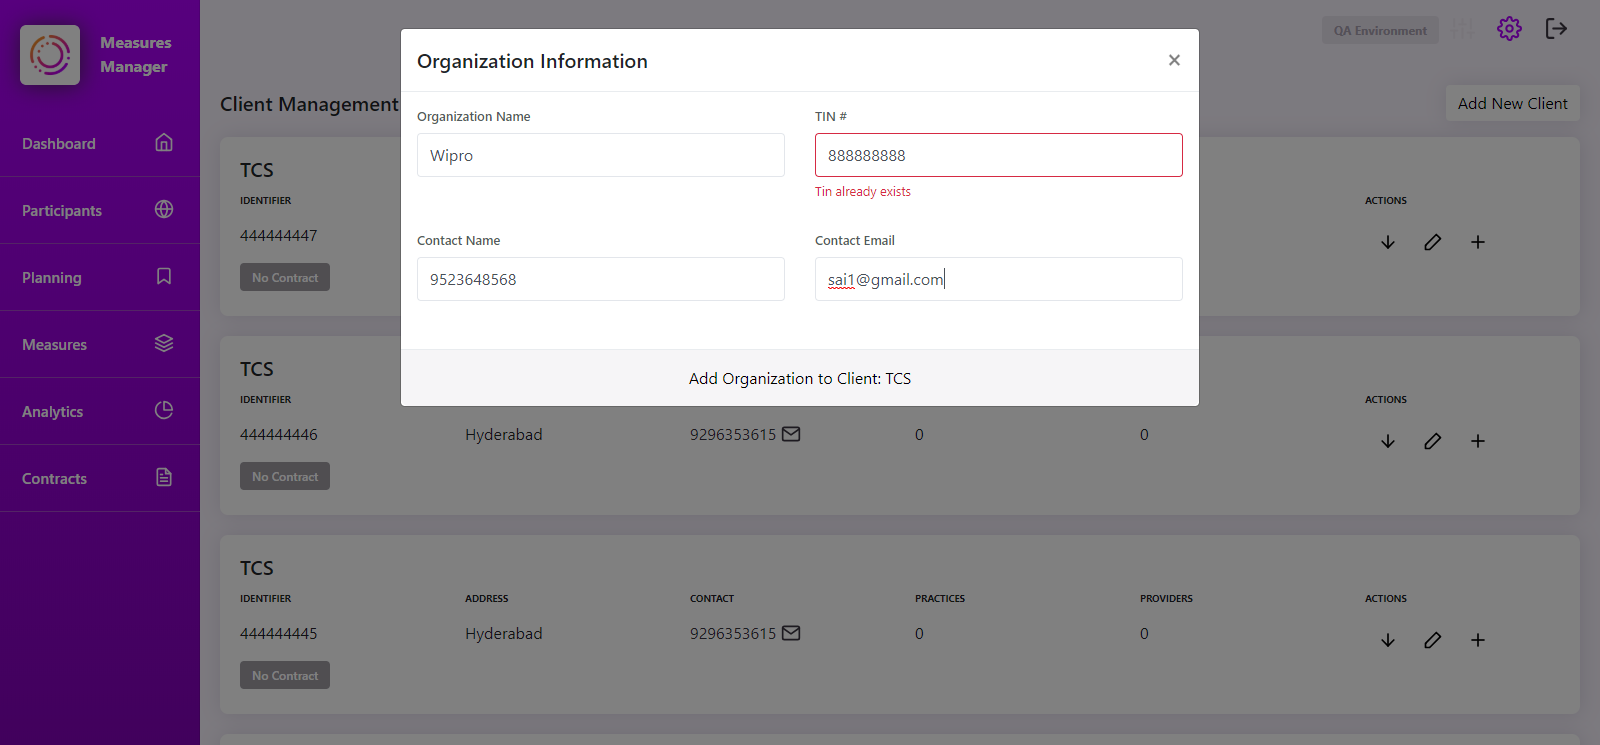 Measures
Manager
Dashboard
Participants
Planning
Measures
Analytics
Contracts
QA Environment
Client Management
Add New Client
Organization Information
×
Organization Name
TIN #
Wipro
888888888
Tin already exists
Contact Name
Contact Email
9523648568
sai1@gmail.com
Add Organization to Client: TCS
TCS
IDENTIFIER
ACTIONS
444444447
No Contract
TCS
IDENTIFIER
ACTIONS
444444446
Hyderabad
9296353615
0
0
No Contract
TCS
IDENTIFIER
ADDRESS
CONTACT
PRACTICES
PROVIDERS
ACTIONS
444444445
Hyderabad
9296353615
0
0
No Contract